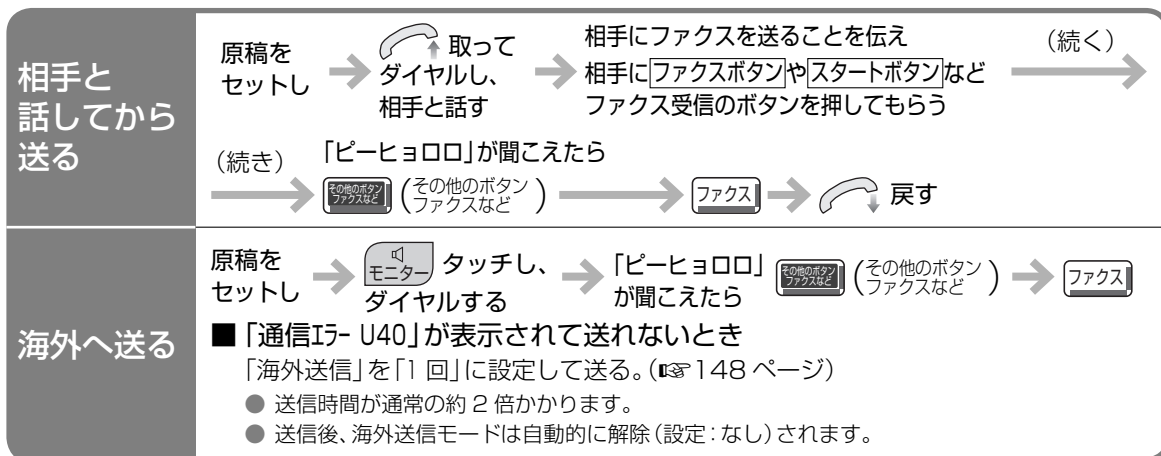 相手と
話してから
送る
原稿を
セットし
取って
ダイヤルし、
相手と話す
相手にファクスを送ることを伝え
相手にファクスボタンやスタートボタンなど
ファクス受信のボタンを押してもらう
（続く）
（続き）
「ピーヒョロロ」が聞こえたら
その他のボタン
ファクスなど
（その他のボタン
ファクスなど）
ファクス
戻す
海外へ送る
原稿を
セットし
モニター
タッチし、
ダイヤルする
「ピーヒョロロ」
が聞こえたら
その他のボタン
ファクスなど
（その他のボタン
ファクスなど）
ファクス
■「通信ｴﾗｰ U40」が表示されて送れないとき
「海外送信」を「1 回」に設定して送る。（☞148 ページ）
● 送信時間が通常の約 2 倍かかります。
● 送信後、海外送信モードは自動的に解除（設定：なし）されます。